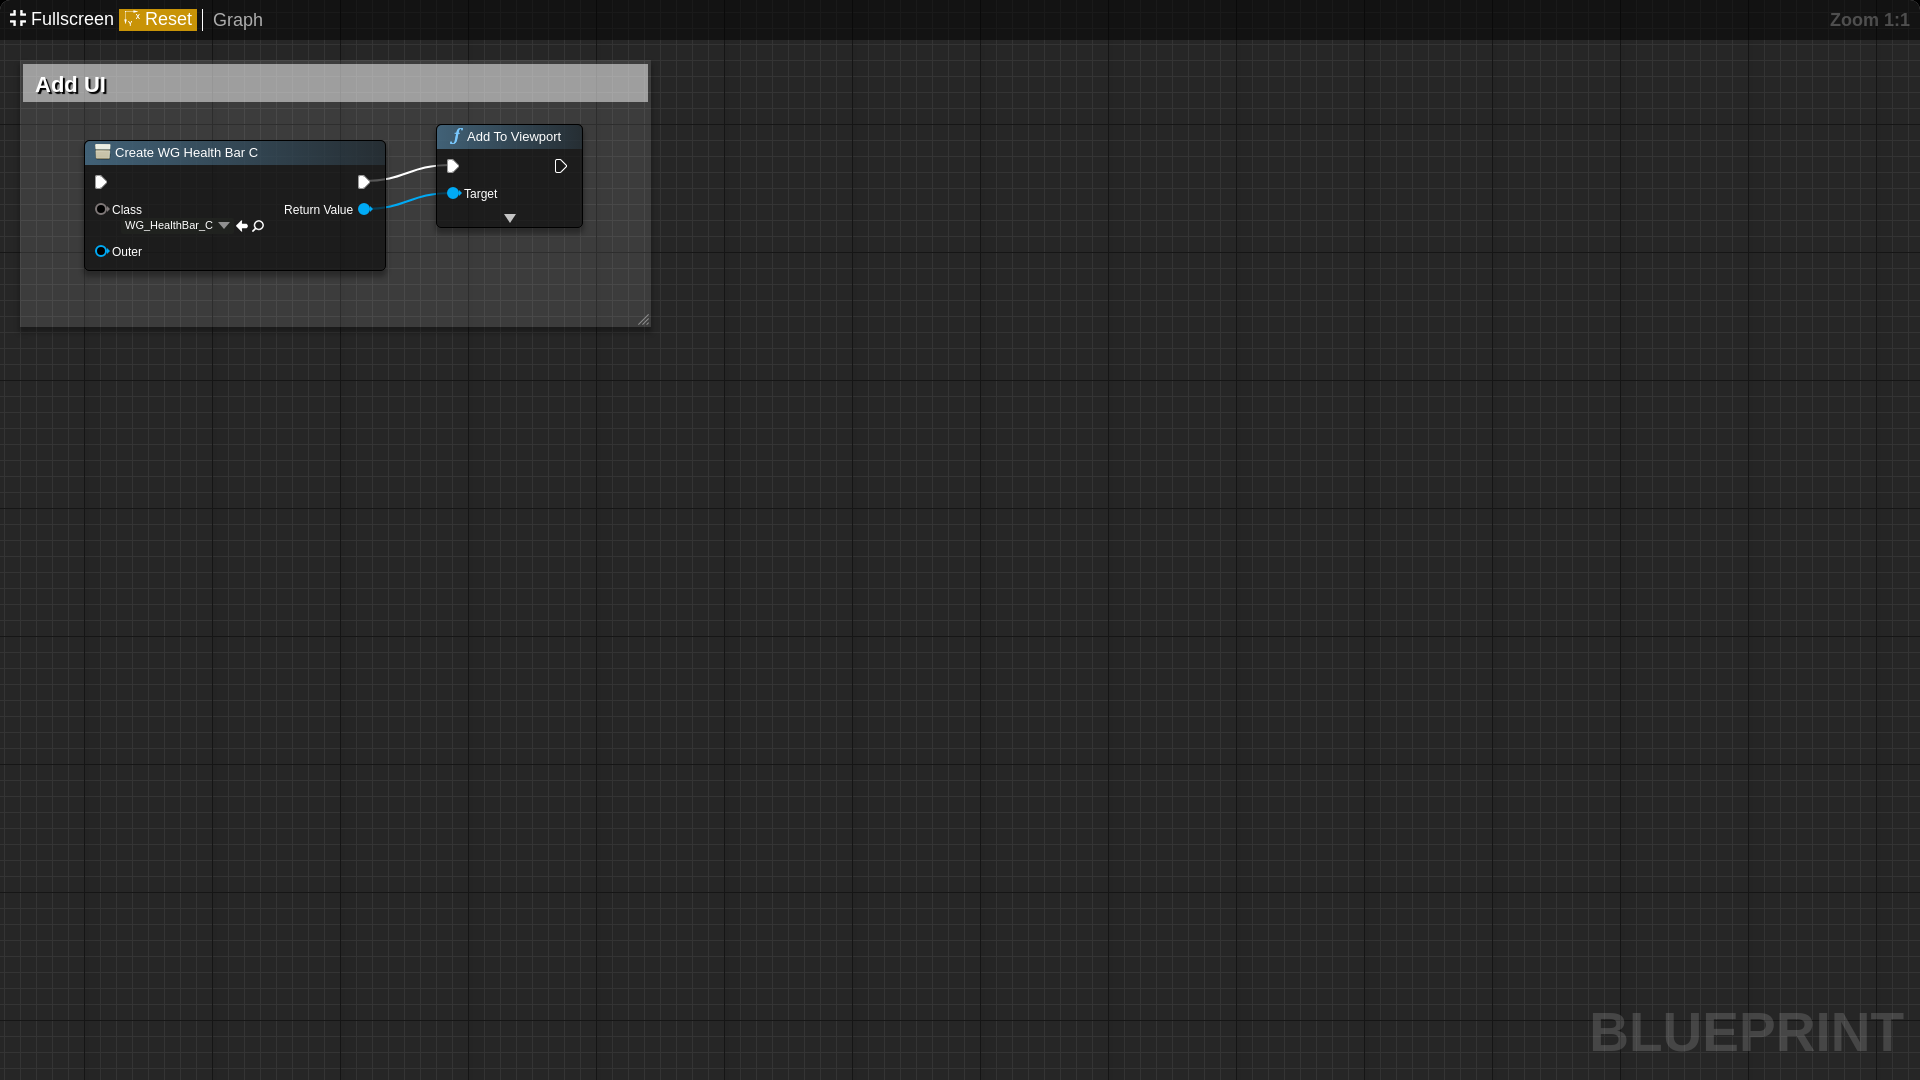 Fullscreen Reset Graph Zoom 1:1
Add UI
Create WG Health Bar C
Add To Viewport
Target
Class
Return Value
WG_HealthBar_C
Outer
BLUEPRINT